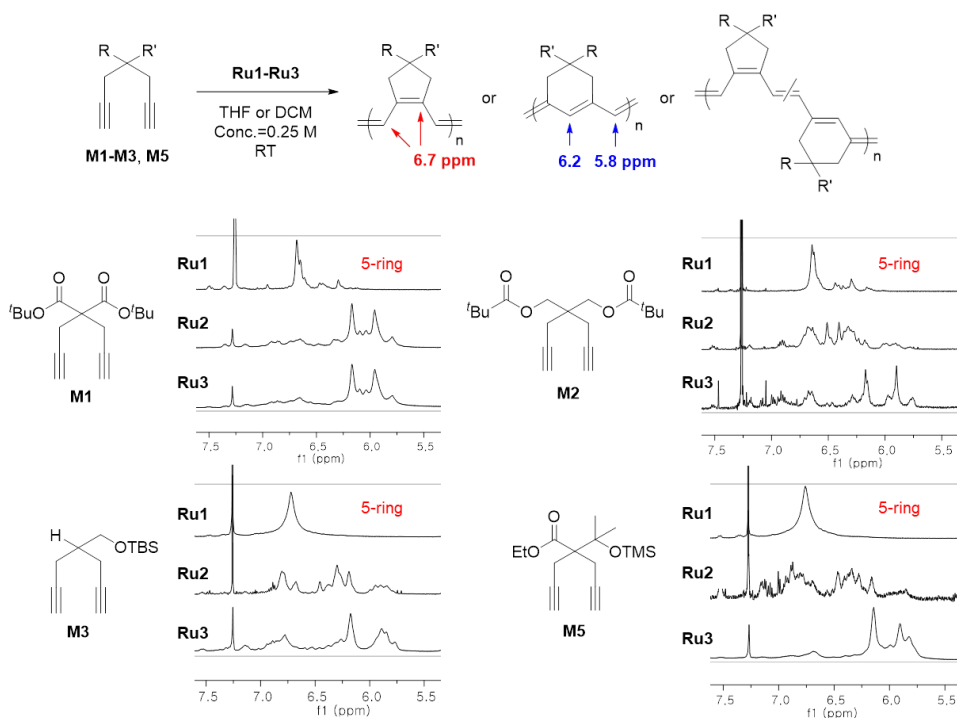 R R'
Ru1-Ru3
THF or DCM
Conc.=0.25 M
RT
M1-M3, M5
R R'
n
6.7 ppm
or
R' R
n
6.2 5.8 ppm
or
R R'
R
R'
n
O O
tBuO OtBu
M1
Ru1
5-ring
Ru2
Ru3
7.5 7.0 6.5 6.0 5.5
f1 (ppm)
O O
tBu O O tBu
M2
Ru1
5-ring
Ru2
Ru3
7.5 7.0 6.5 6.0 5.5
f1 (ppm)
H
OTBS
M3
Ru1
5-ring
Ru2
Ru3
7.5 7.0 6.5 6.0 5.5
f1 (ppm)
O
EtO OTMS
M5
Ru1
5-ring
Ru2
Ru3
7.5 7.0 6.5 6.0 5.5
f1 (ppm)